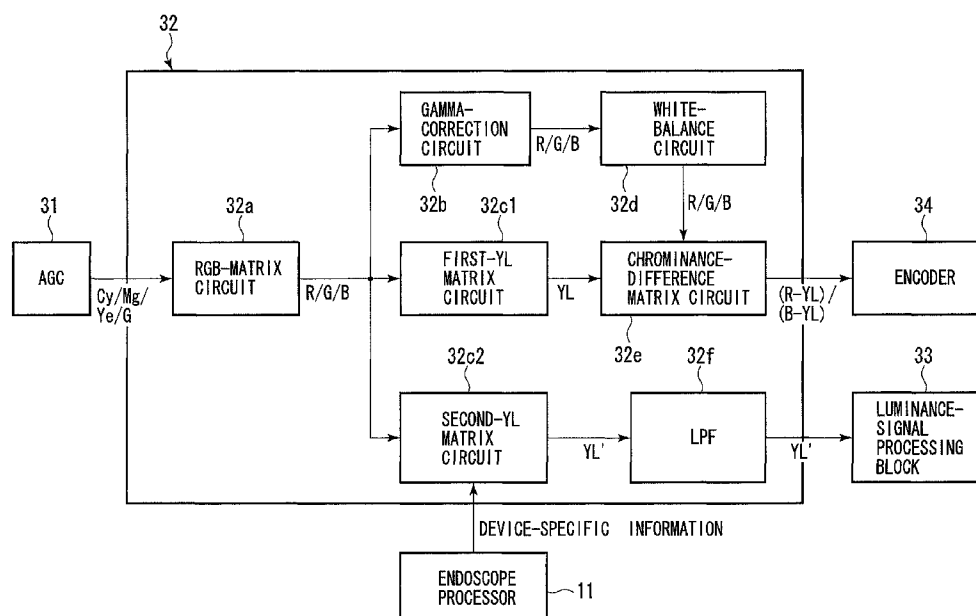 32
GAMMA-
CORRECTION
CIRCUIT
R/G/B
WHITE-
BALANCE
CIRCUIT
32b
32d
31
32a
32c1
R/G/B
34
AGC
Cy/Mg/
Ye/G
RGB-MATRIX
CIRCUIT
R/G/B
FIRST-YL
MATRIX
CIRCUIT
YL
CHROMINANCE-
DIFFERENCE
MATRIX CIRCUIT
(R-YL)/
(B-YL)
ENCODER
32c2
32e
32f
33
SECOND-YL
MATRIX
CIRCUIT
YL'
LPF
YL'
LUMINANCE-
SIGNAL
PROCESSING
BLOCK
DEVICE-SPECIFIC INFORMATION
ENDOSCOPE
PROCESSOR
11